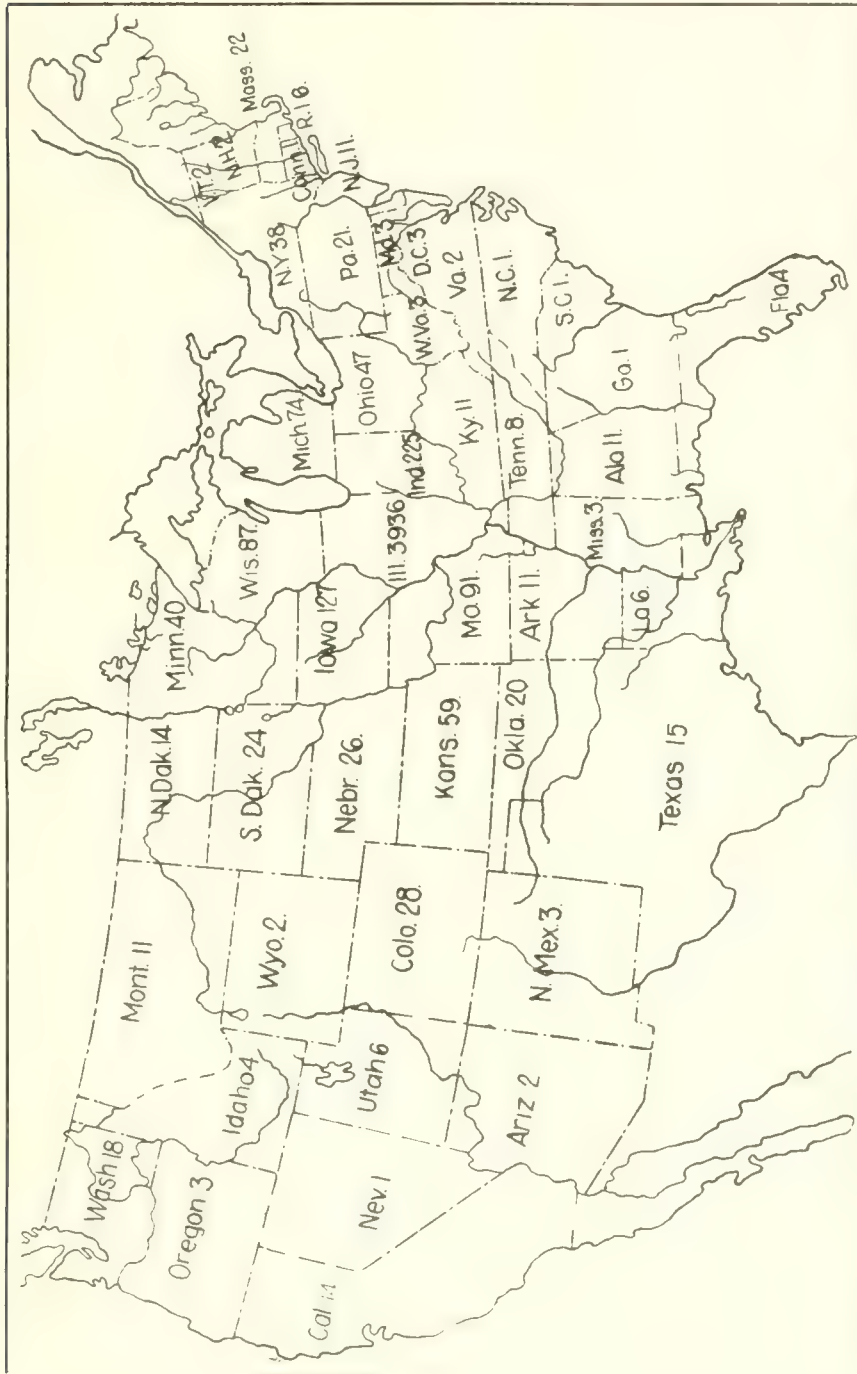 Wash 18
Oregon 3
Cal 14
Nev. 1
Idaho 4
Mont. 11
Wyo. 2.
Utah 6
Colo. 28.
Ariz 2
N. Mex. 3.
N. Dak. 14
S. Dak. 24
Nebr. 26.
Kans. 59.
Okla. 20
Texas 15
Minn. 40
Iowa 127
Mo. 91.
Ark 11.
La 6.
Wis. 87.
Ill. 3936
Mich. 74
Ind. 225
Ohio 47
Ky. 11
Tenn. 8.
Miss. 3
Ala 11.
Ga. 1
Fla 4
S.C 1.
N.C. 1.
Va. 2
W. Va. 3
D.C. 3
Md. 3
Pa. 21.
N.Y 38
N.J. 11.
Conn. 11
R.I 6.
Mass. 22
Vt. 2
N.H. 2